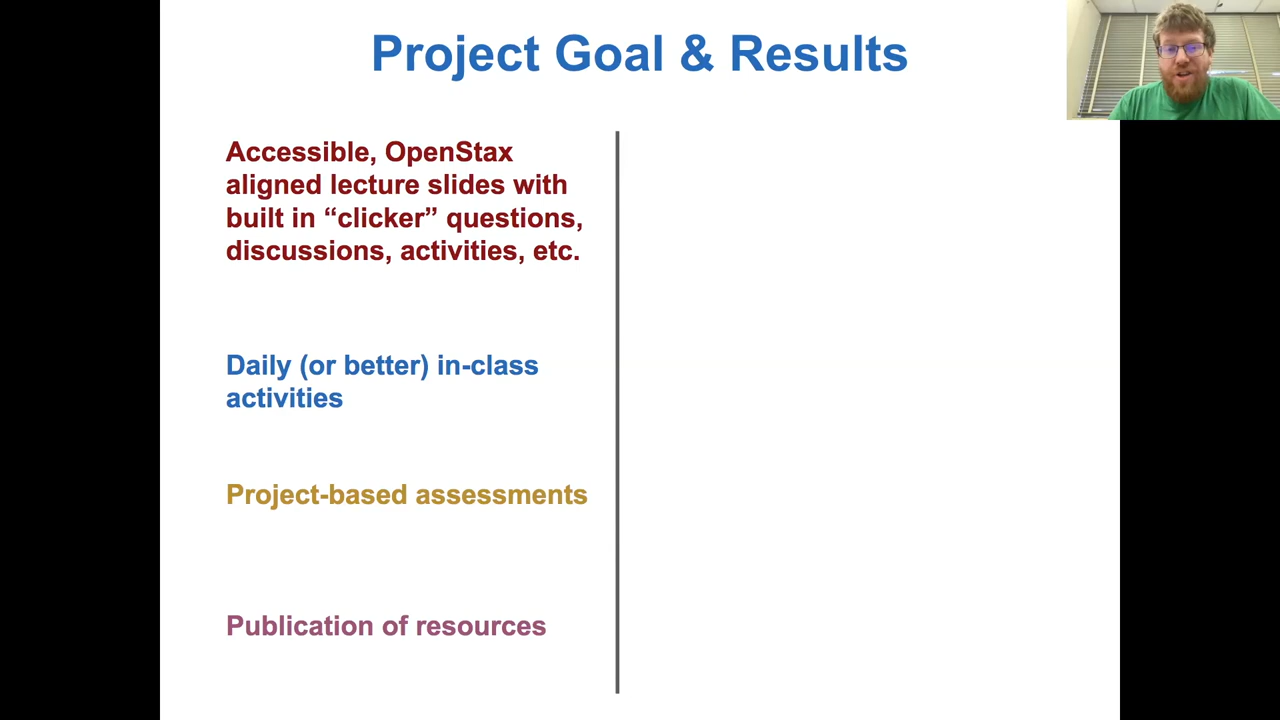 Project Goal & Results
Accessible, OpenStax
aligned lecture slides with
built in “clicker” questions,
discussions, activities, etc.
Daily (or better) in-class
activities
Project-based assessments
Publication of resources